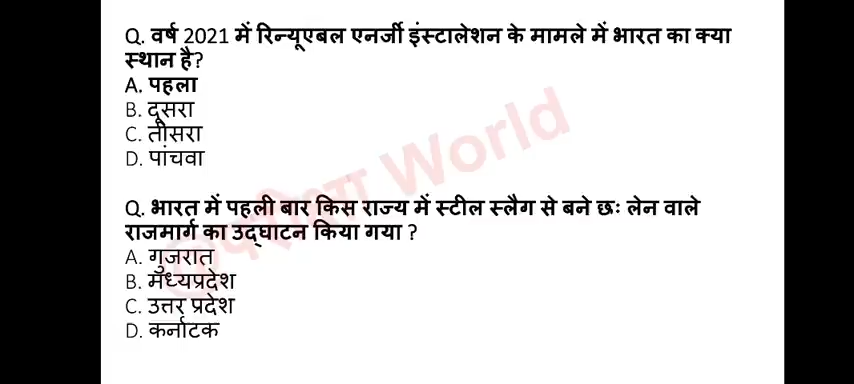 Q. वर्ष 2021 में रिन्यूएबल एनर्जी इंस्टालेशन के मामले में भारत का क्या
स्थान है?
A. पहला
B. दूसरा
C. तीसरा
D. पांचवा
Q. भारत में पहली बार किस राज्य में स्टील स्लैग से बने छः लेन वाले
राजमार्ग का उद्घाटन किया गया ?
A. गुजरात
B. मध्यप्रदेश
C. उत्तर प्रदेश
D. कर्नाटक
World